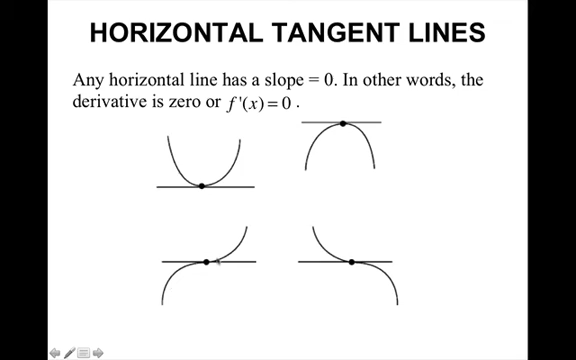 HORIZONTAL TANGENT LINES
Any horizontal line has a slope = 0. In other words, the
derivative is zero or f'(x) = 0 .